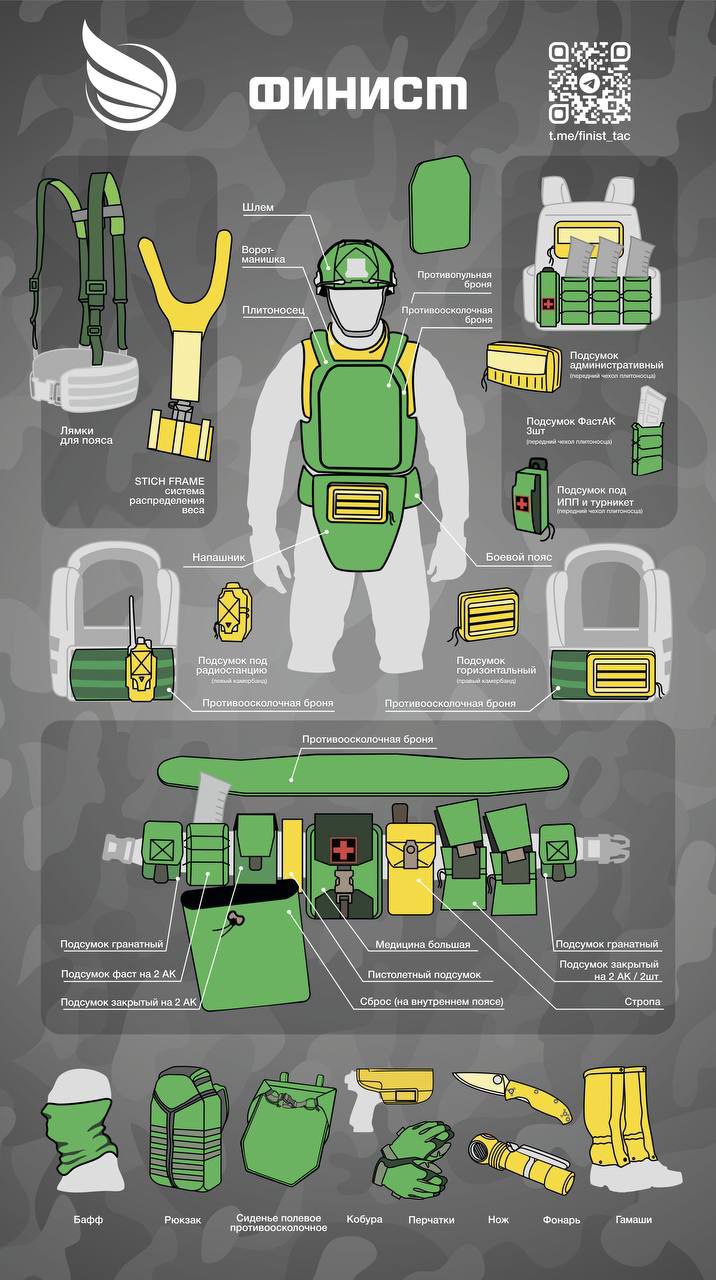 ФИНИСТ
t.me/finist_tac
Шлем
Ворот-
манишка
Плитоносец
Противопульная
броня
Противоосколочная
броня
Лямки
для пояса
STICH FRAME
система
распределения
веса
Подсумок
административный
(передний чехол плитоносца)
Подсумок ФастАК
3шт
(передний чехол плитоносца)
Подсумок под
ИПП и турникет
(передний чехол плитоносца)
Напашник
Боевой пояс
Подсумок под
радиостанцию
(левый камербанд)
Противоосколочная броня
Подсумок
горизонтальный
(правый камербанд)
Противоосколочная броня
Противоосколочная броня
Подсумок гранатный
Подсумок фаст на 2 АК
Подсумок закрытый на 2 АК
Медицина большая
Пистолетный подсумок
Сброс (на внутреннем поясе)
Подсумок гранатный
Подсумок закрытый
на 2 АК / 2шт
Стропа
Бафф
Рюкзак
Сиденье полевое
противоосколочное
Кобура
Перчатки
Нож
Фонарь
Гамаши